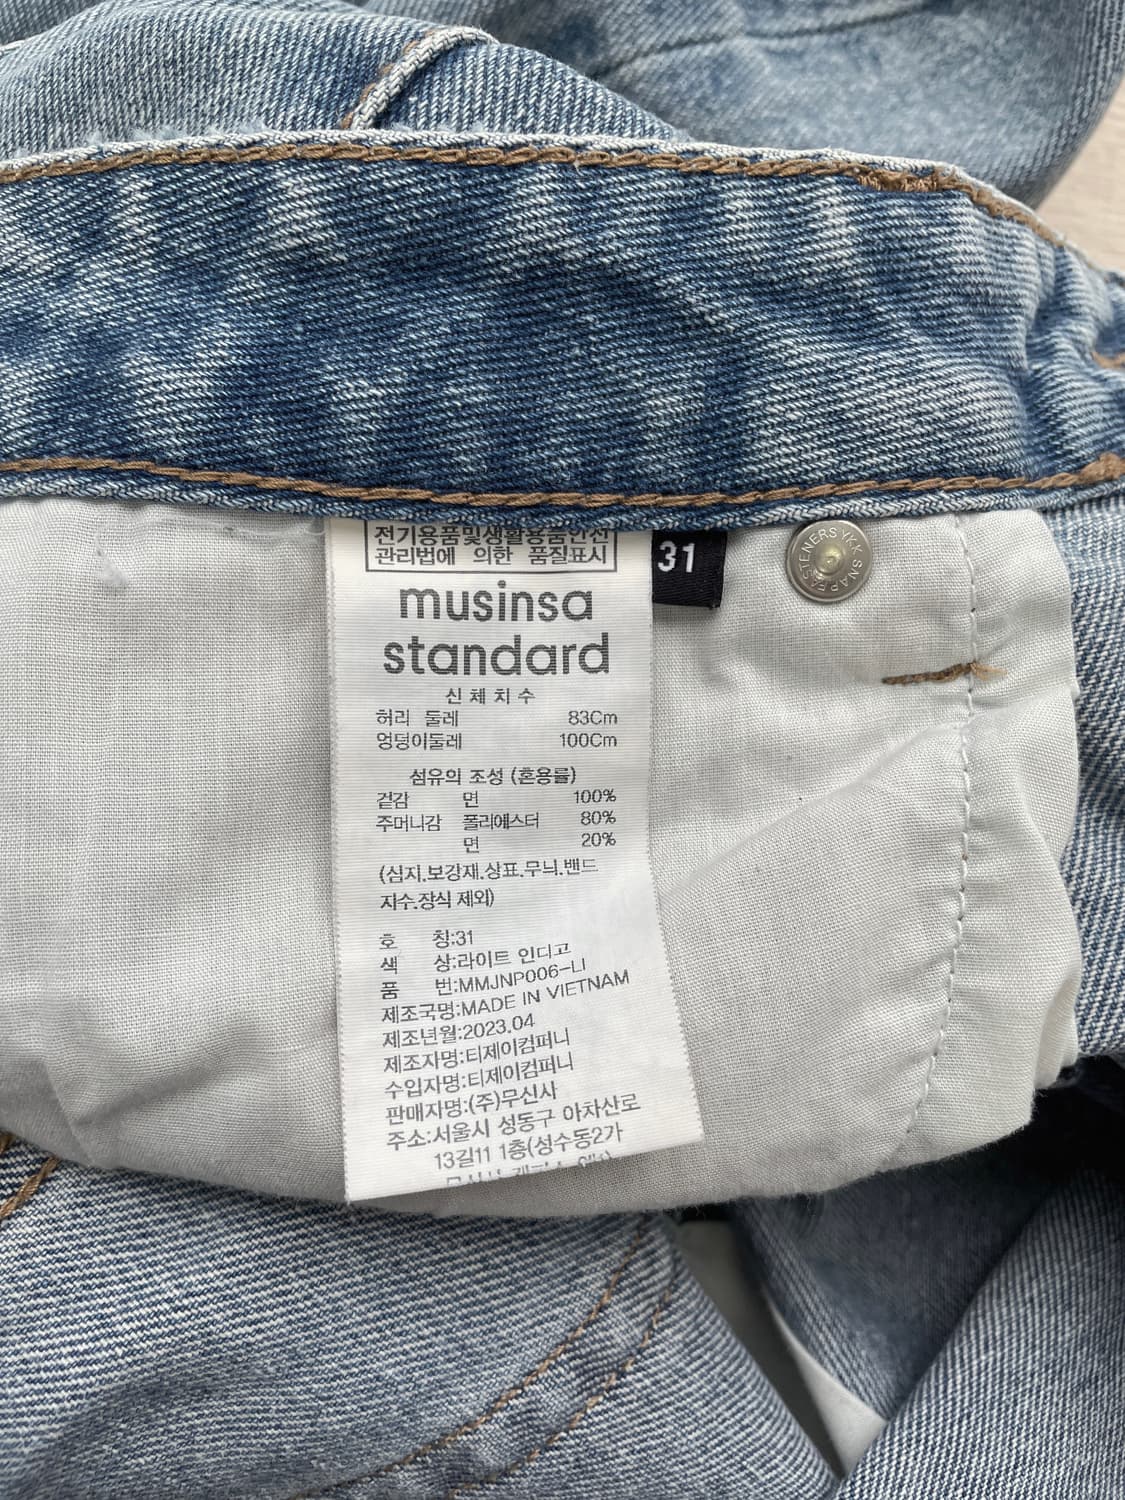 전기용품및생활용품안전
관리법에 의한 품질표시
31
YKK SNAP FASTENERS
musinsa
standard
신체치수
허리 둘레 83Cm
엉덩이둘레 100Cm
섬유의 조성 (혼용률)
겉감 면 100%
주머니감 폴리에스터 80%
면 20%
(심지.보강재.상표.무늬.밴드
자수.장식 제외)
호 칭:31
색 상:라이트 인디고
품 번:MMJNP006-LI
제조국명:MADE IN VIETNAM
제조년월:2023.04
제조자명:티제이컴퍼니
수입자명:티제이컴퍼니
판매자명:(주)무신사
주소:서울시 성동구 아차산로
13길11 1층(성수동2가